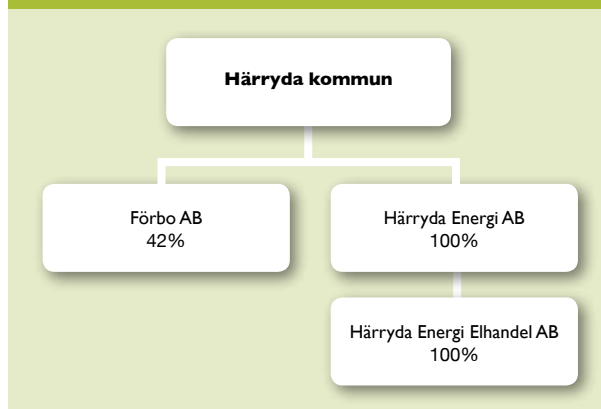 Härryda kommun
Förbo AB
42%
Härryda Energi AB
100%
Härryda Energi Elhandel AB
100%